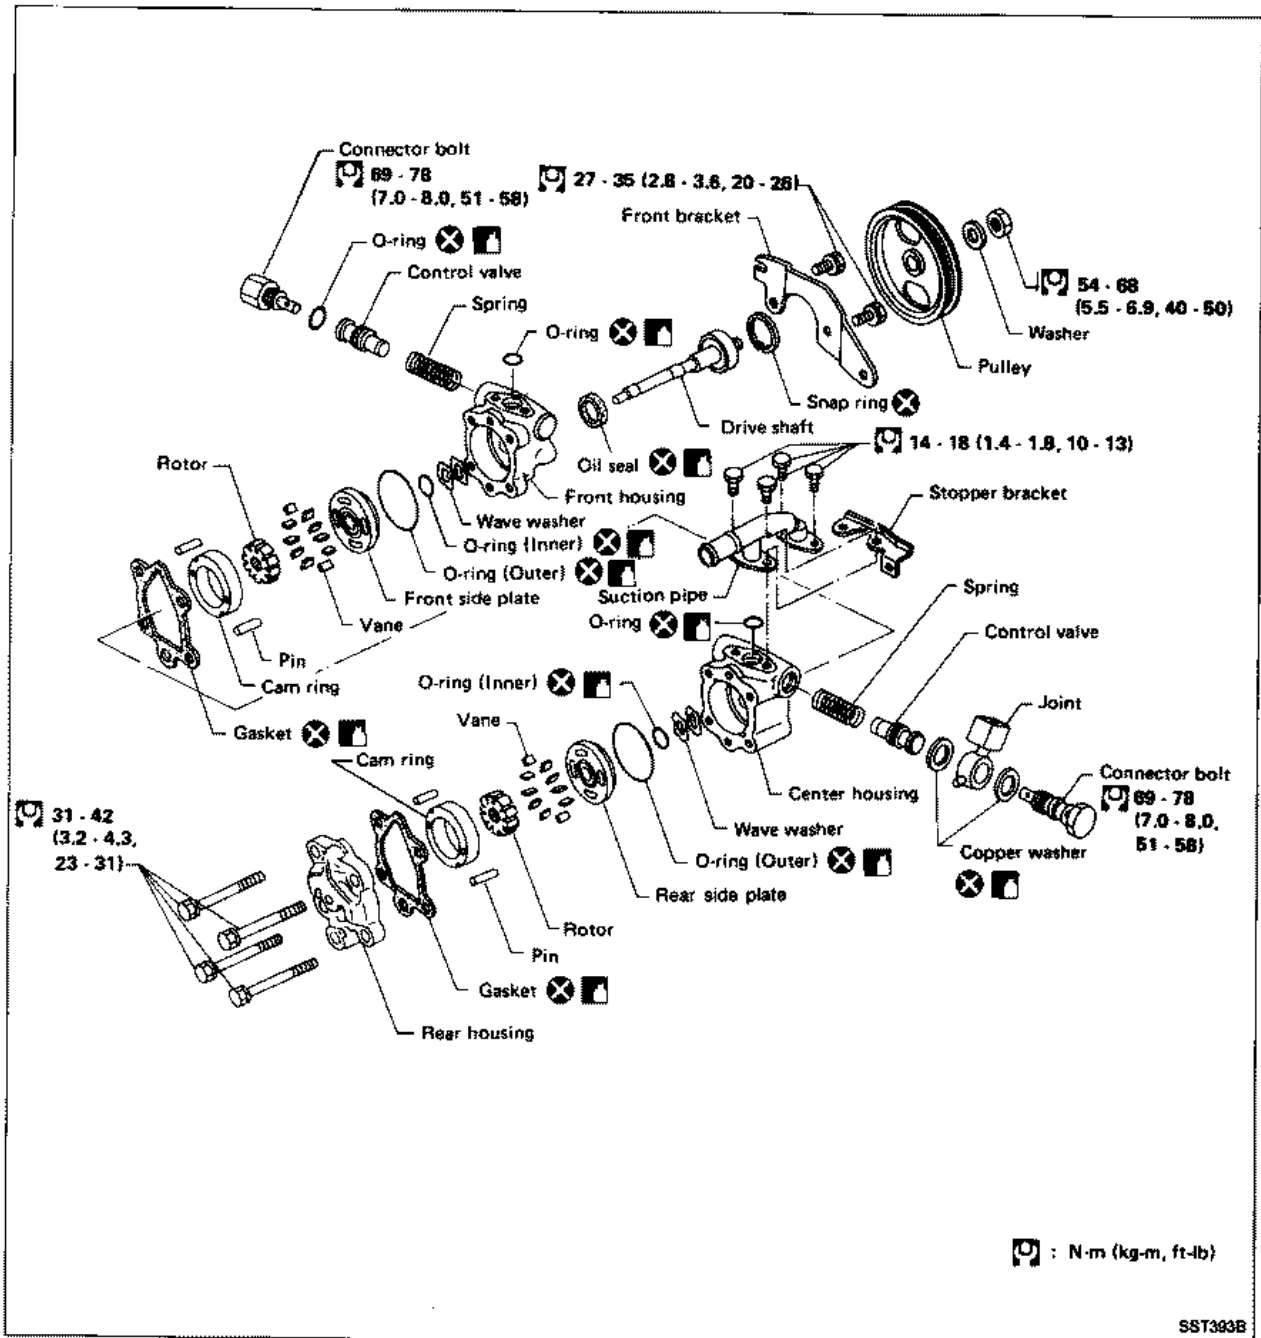 Connector bolt
69 - 78
(7.0 - 8.0, 51 - 58)
27 - 35 (2.8 - 3.6, 20 - 26)
Front bracket
O-ring
Control valve
Spring
O-ring
54 - 68
(5.5 - 6.9, 40 - 50)
Washer
Pulley
Snap ring
Drive shaft
14 - 18 (1.4 - 1.8, 10 - 13)
Oil seal
Front housing
Stopper bracket
Rotor
Wave washer
O-ring (Inner)
O-ring (Outer)
Front side plate
Suction pipe
Vane
O-ring
Spring
Control valve
Pin
Cam ring
O-ring (Inner)
Joint
Gasket
Vane
Cam ring
Center housing
Connector bolt
69 - 78
(7.0 - 8.0,
51 - 58)
31 - 42
(3.2 - 4.3,
23 - 31)
Wave washer
Copper washer
O-ring (Outer)
Rear side plate
Rotor
Pin
Gasket
Rear housing
: N·m (kg-m, ft-lb)
SST393B